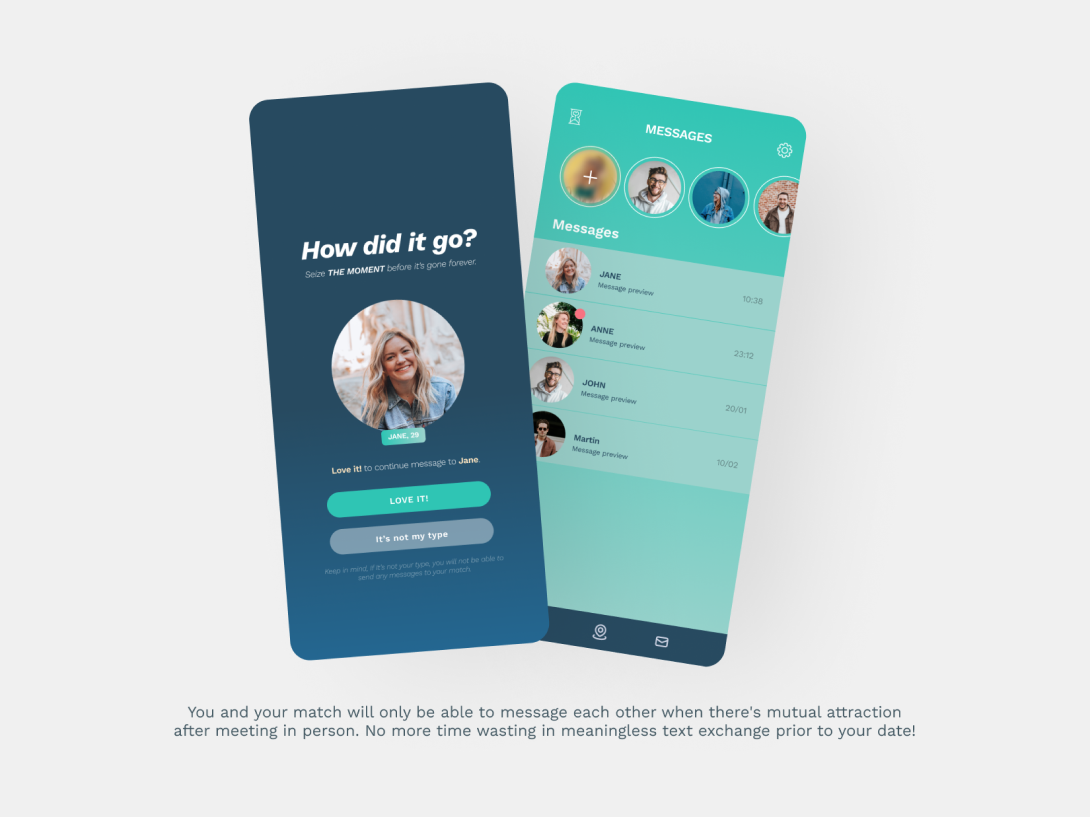 How did it go?
Seize THE MOMENT before it's gone forever.
JANE, 29
Love it! to continue message to Jane.
LOVE IT!
It's not my type
Keep in mind, if it's not your type, you will not be able to
send any messages to your match.
MESSAGES
Messages
JANE
Message preview
10:38
ANNE
Message preview
23:12
JOHN
Message preview
20/01
Martin
Message preview
10/02
You and your match will only be able to message each other when there's mutual attraction
after meeting in person. No more time wasting in meaningless text exchange prior to your date!